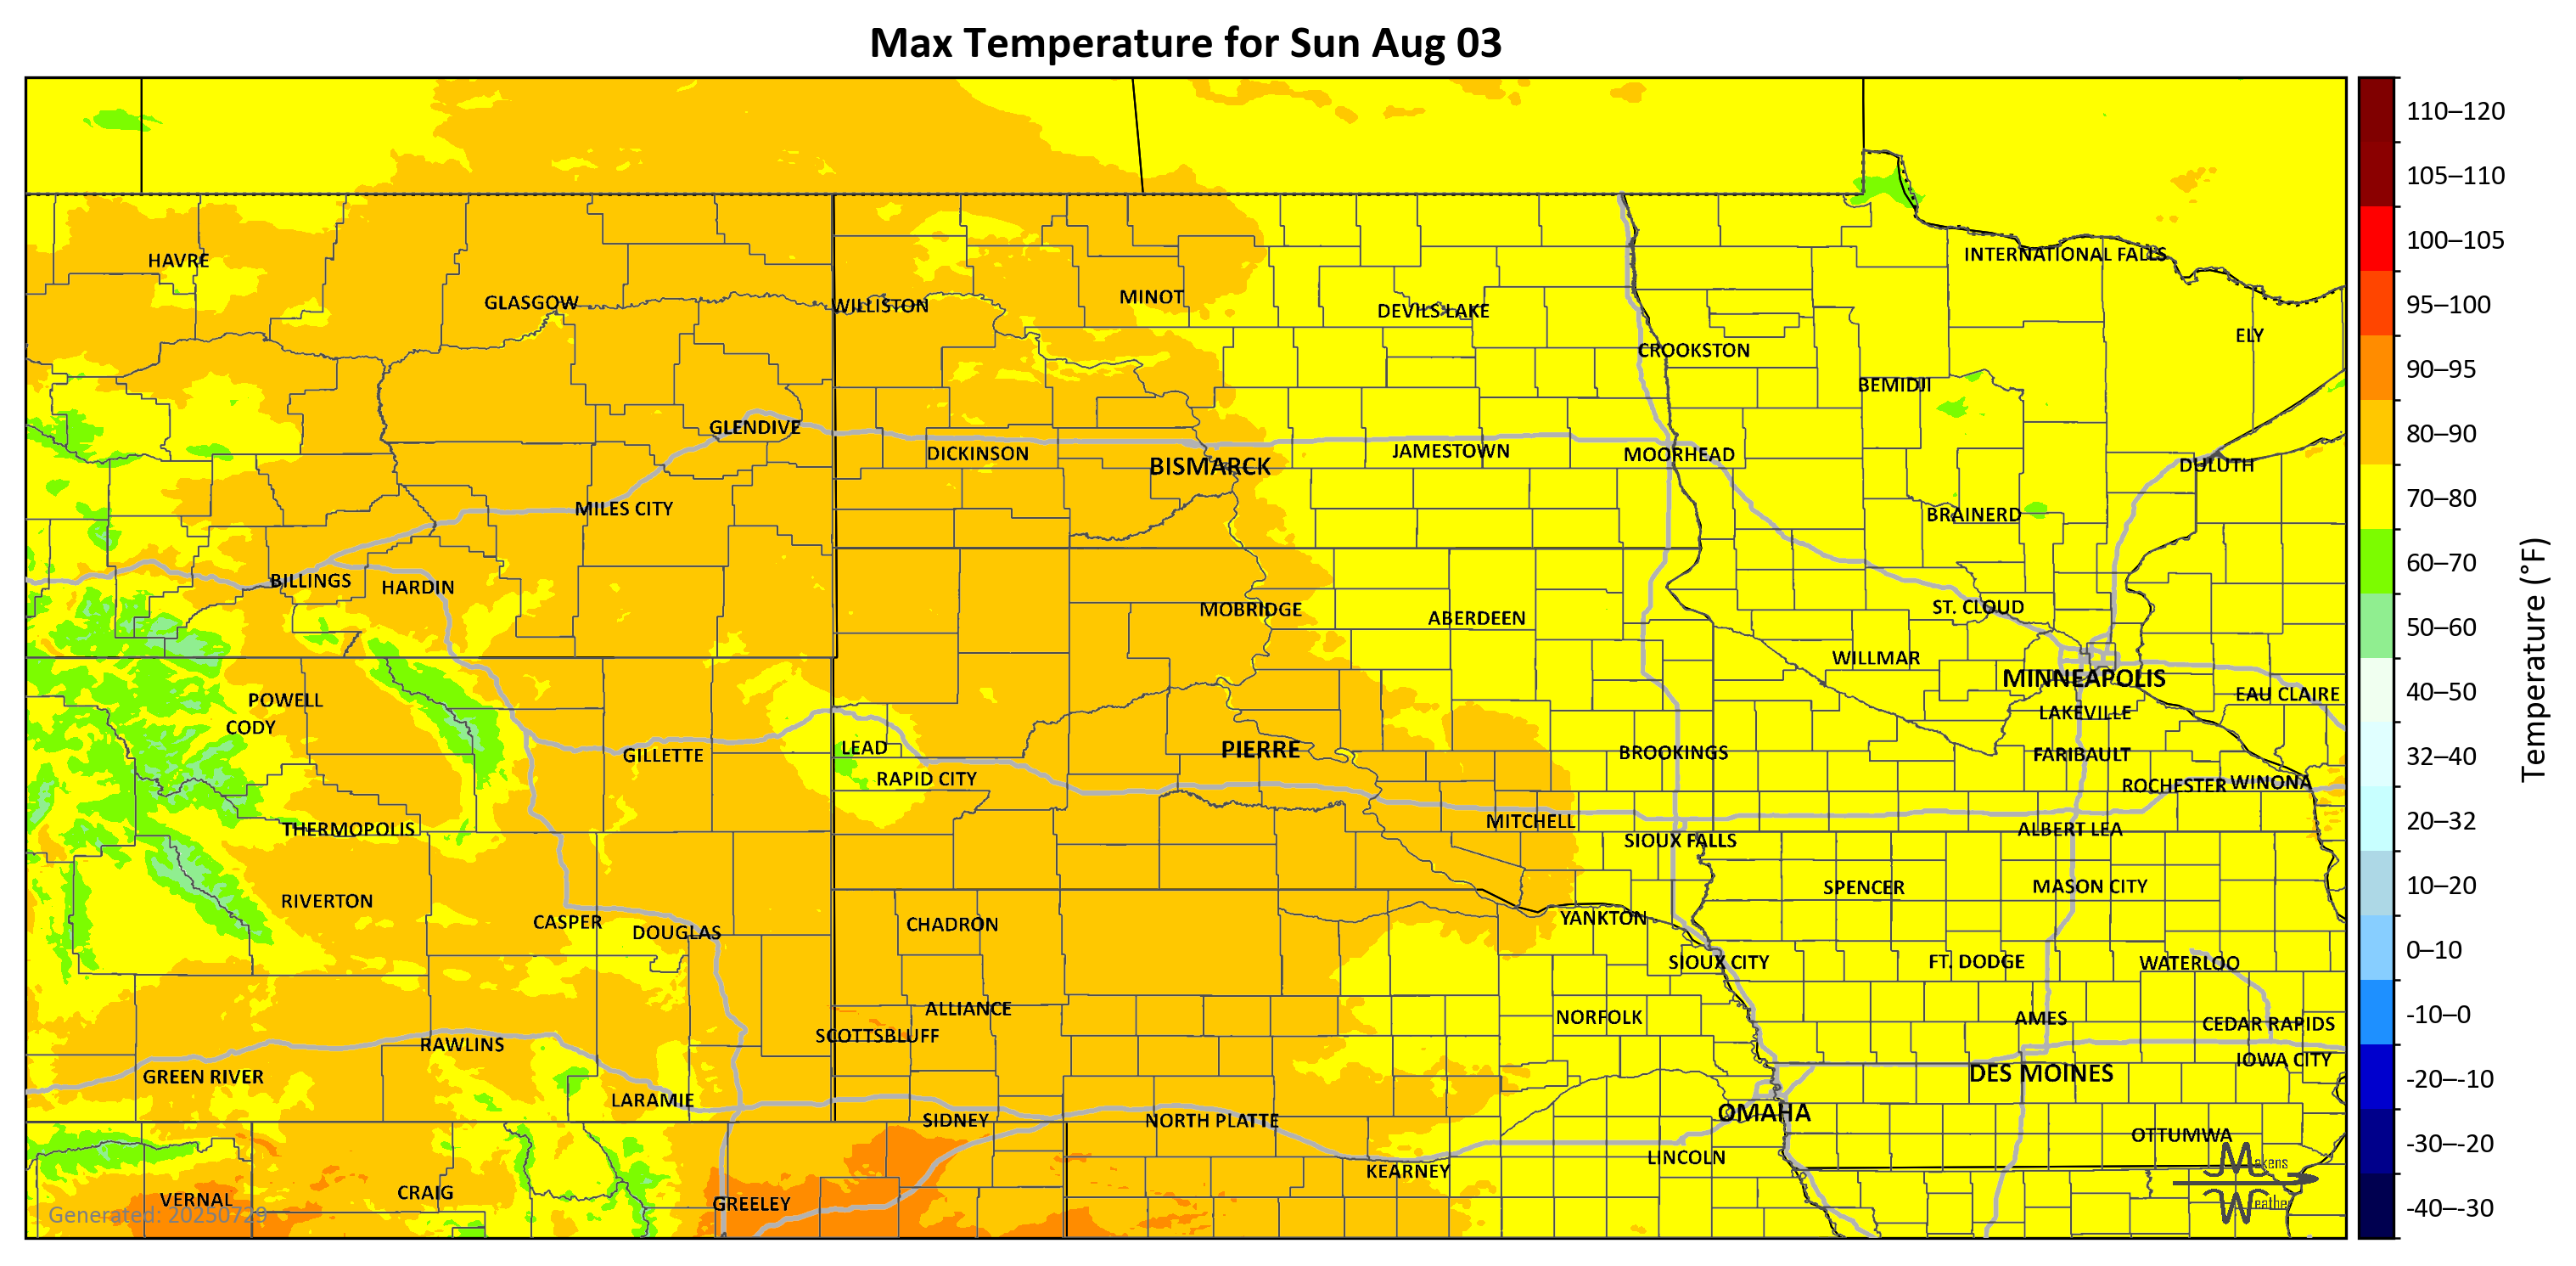 Max Temperature for Sun Aug 03
110–120
105–110
100–105
95–100
90–95
80–90
70–80
60–70
50–60
40–50
32–40
20–32
10–20
0–10
-10–0
-20–-10
-30–-20
-40–-30
Temperature (°F)
HAVRE
INTERNATIONAL FALLS
GLASGOW
WILLISTON
MINOT
DEVILS LAKE
ELY
CROOKSTON
BEMIDJI
GLENDIVE
DICKINSON
BISMARCK
JAMESTOWN
MOORHEAD
DULUTH
MILES CITY
BRAINERD
BILLINGS
HARDIN
MOBRIDGE
ABERDEEN
ST. CLOUD
WILLMAR
MINNEAPOLIS
EAU CLAIRE
POWELL
CODY
LAKEVILLE
GILLETTE
LEAD
RAPID CITY
PIERRE
BROOKINGS
FARIBAULT
ROCHESTER
WINONA
THERMOPOLIS
MITCHELL
SIOUX FALLS
ALBERT LEA
RIVERTON
SPENCER
MASON CITY
CASPER
DOUGLAS
CHADRON
YANKTON
SIOUX CITY
FT. DODGE
WATERLOO
ALLIANCE
SCOTTSBLUFF
NORFOLK
AMES
CEDAR RAPIDS
RAWLINS
IOWA CITY
GREEN RIVER
DES MOINES
LARAMIE
SIDNEY
NORTH PLATTE
OMAHA
OTTUMWA
KEARNEY
LINCOLN
VERNAL
CRAIG
GREELEY
Makens
Weather
Generated: 20250729